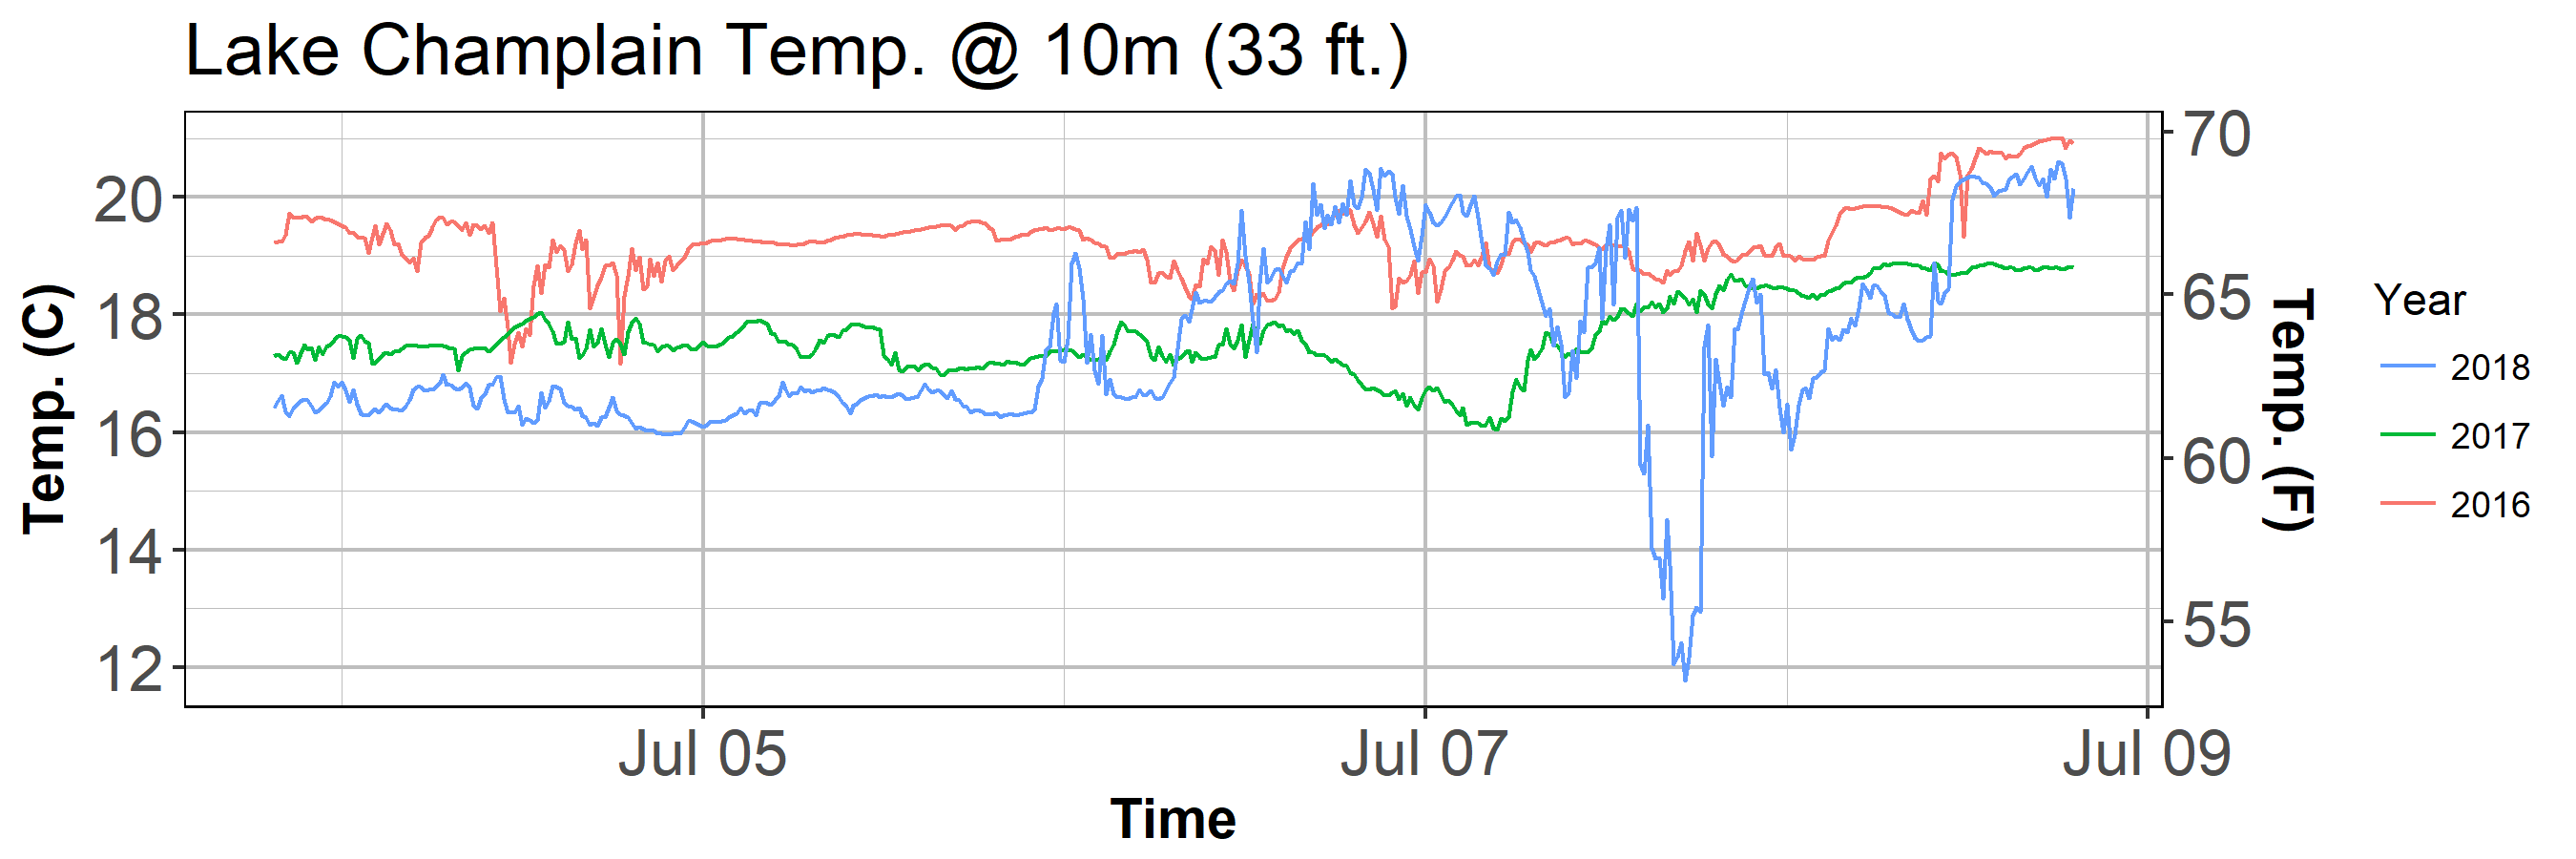 Lake Champlain Temp. @ 10m (33 ft.)
Temp. (C)
20
18
16
14
12
70
65
60
55
Temp. (F)
Jul 05
Jul 07
Jul 09
Time
Year
2018
2017
2016